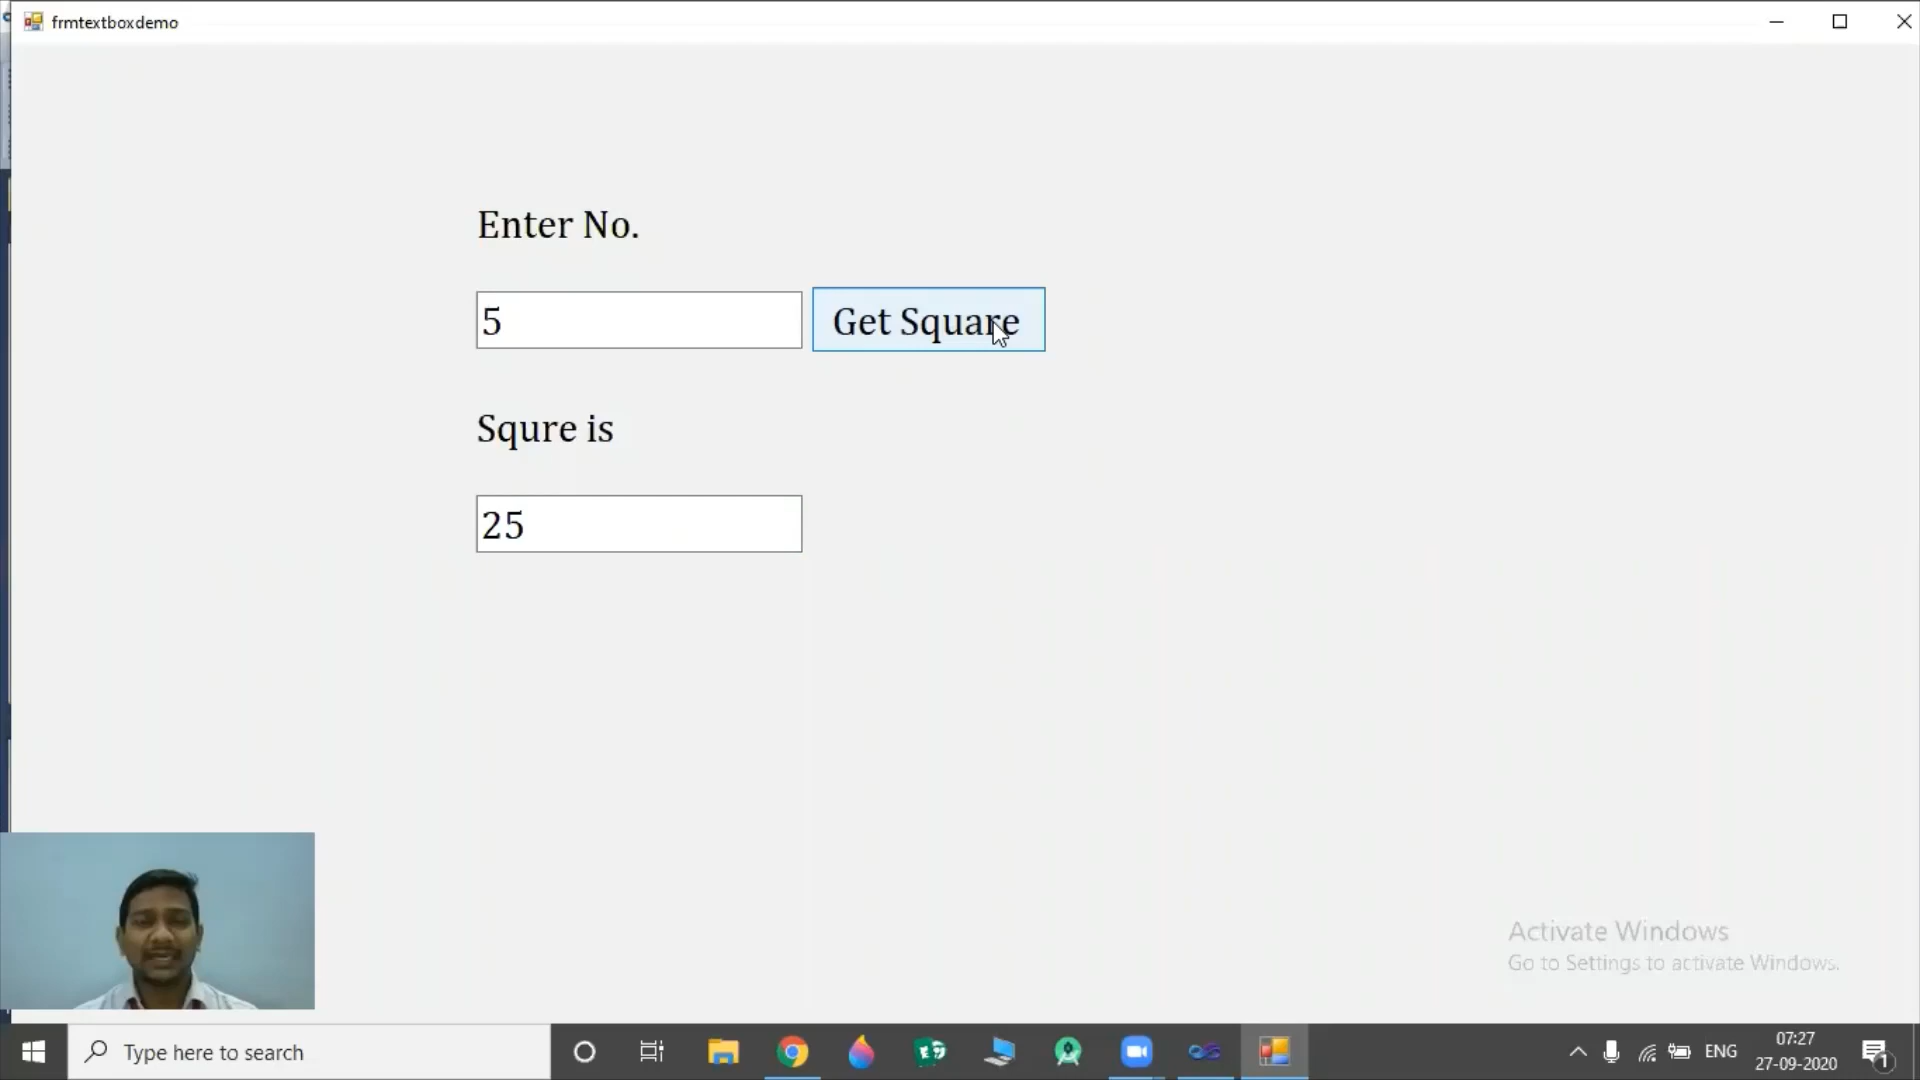 frmtextboxdemo
Enter No.
5
Get Square
Squre is
25
Activate Windows
Go to Settings to activate Windows.
Type here to search
ENG
07:27
27-09-2020
1